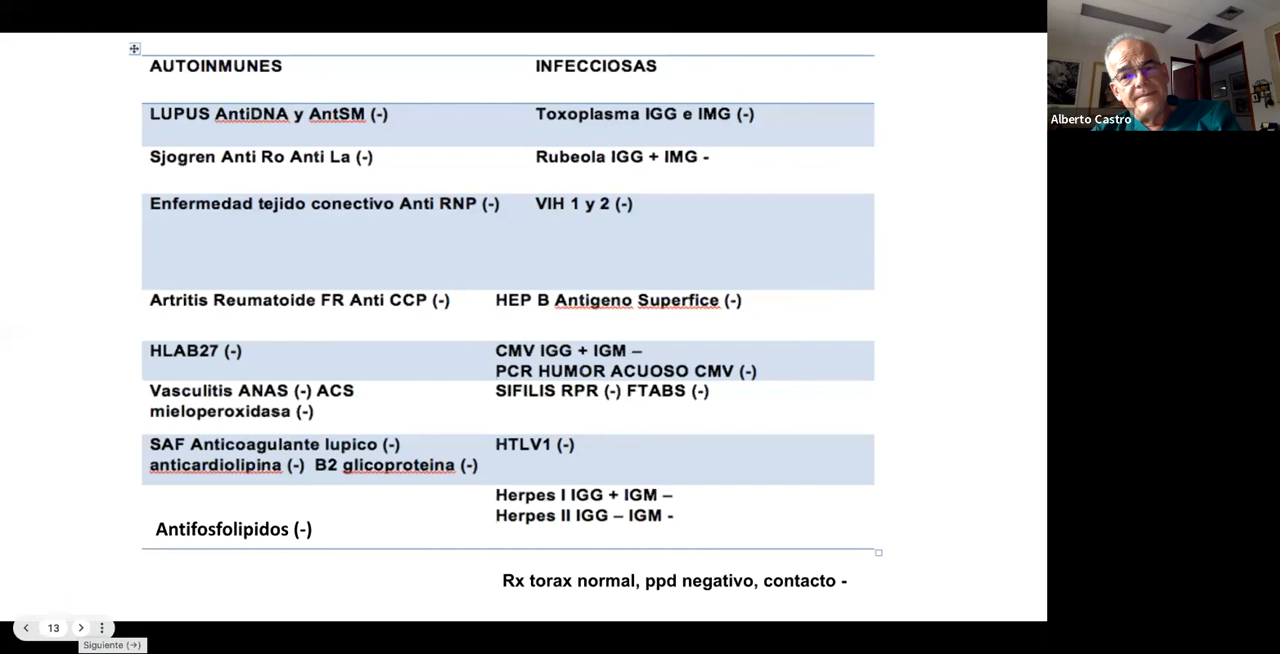 AUTOINMUNES
INFECCIOSAS
LUPUS AntiDNA y AntSM (-)
Toxoplasma IGG e IMG (-)
Sjogren Anti Ro Anti La (-)
Rubeola IGG + IMG -
Enfermedad tejido conectivo Anti RNP (-)
VIH 1 y 2 (-)
Artritis Reumatoide FR Anti CCP (-)
HEP B Antigeno Superfice (-)
HLAB27 (-)
CMV IGG + IGM –
PCR HUMOR ACUOSO CMV (-)
Vasculitis ANAS (-) ACS
mieloperoxidasa (-)
SIFILIS RPR (-) FTABS (-)
SAF Anticoagulante lupico (-)
anticardiolipina (-) B2 glicoproteina (-)
HTLV1 (-)
Herpes I IGG + IGM –
Herpes II IGG – IGM -
Antifosfolipidos (-)
Rx torax normal, ppd negativo, contacto -
Alberto Castro
13
Siguiente (→)